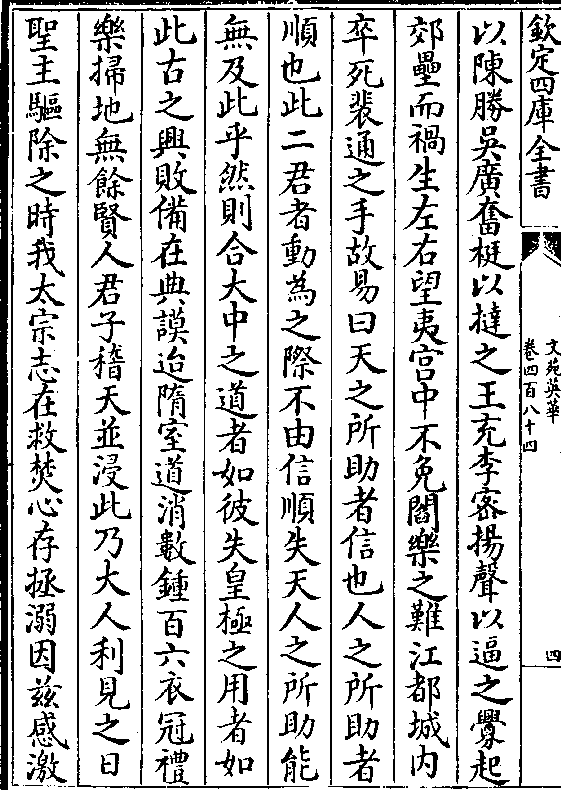 欽定四庫全書
文苑英華
卷四百八十四
四
以陳勝吳廣奮梃以撻之王充李密揚聲以逼之釁起
郊壘而禍生左右望夷宫中不免閻樂之難江都城内
卒死裴通之手故易曰天之所助者信也人之所助者
順也此二君者動為之際不由信順失天人之所助能
無及此乎然則合大中之道者如彼失皇極之用者如
此古之興敗備在典謨迨隋室道消數鍾百六衣冠禮
樂掃地無餘賢人君子稽天並浸此乃大人利見之日
聖主驅除之時我太宗志在救焚心存拯溺因兹感激